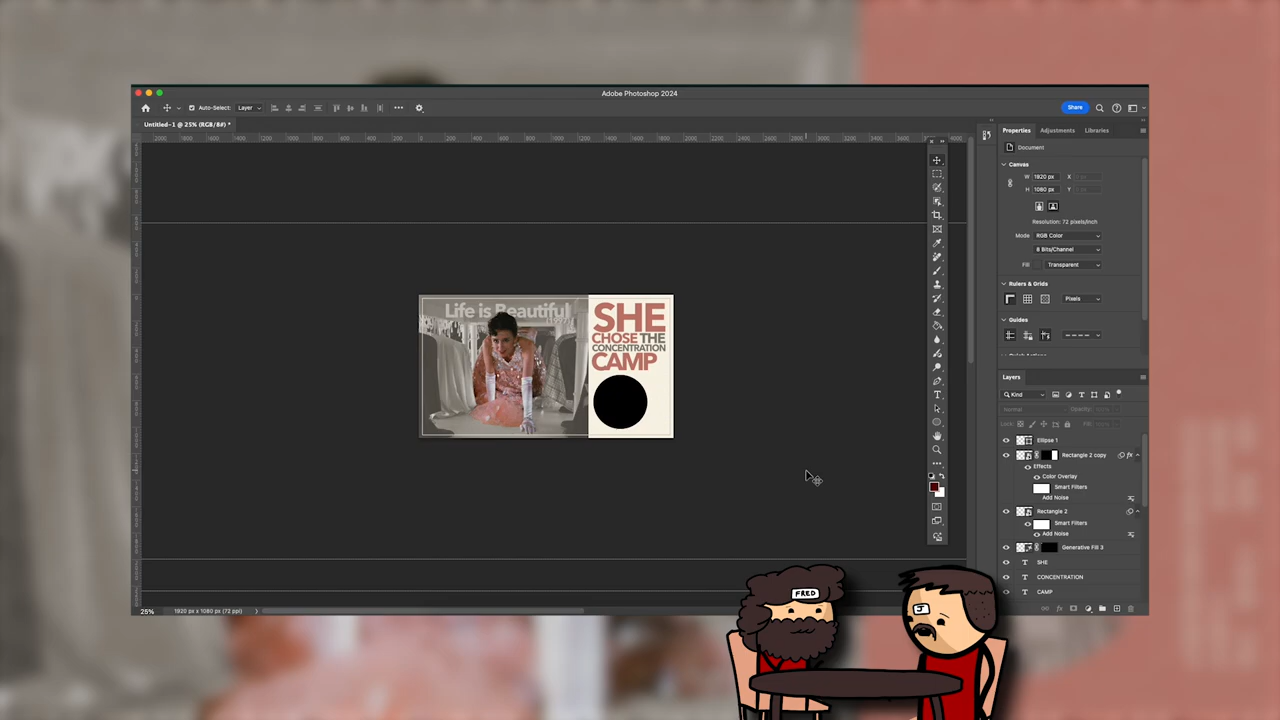 Adobe Photoshop 2024
Auto-Select: Layer
Share
Untitled-1 @ 25% (RGB/8#) *
Properties Adjustments Libraries
Document
Canvas
W 1920 px X
H 1080 px Y
Resolution: 72 pixels/inch
Mode RGB Color
8 Bits/Channel
Fill Transparent
Rulers & Grids
Pixels
Guides
Life is Beautiful
SHE
CHOSE THE
CONCENTRATION
CAMP
Layers
Kind
Normal Opacity:
Lock: Fill:
Ellipse 1
Rectangle 2 copy fx
Effects
Color Overlay
Smart Filters
Add Noise
Rectangle 2
Smart Filters
Add Noise
Generative Fill 3
T SHE
T CONCENTRATION
T CAMP
25% 1920 px x 1080 px (72 ppi)
FRED
J